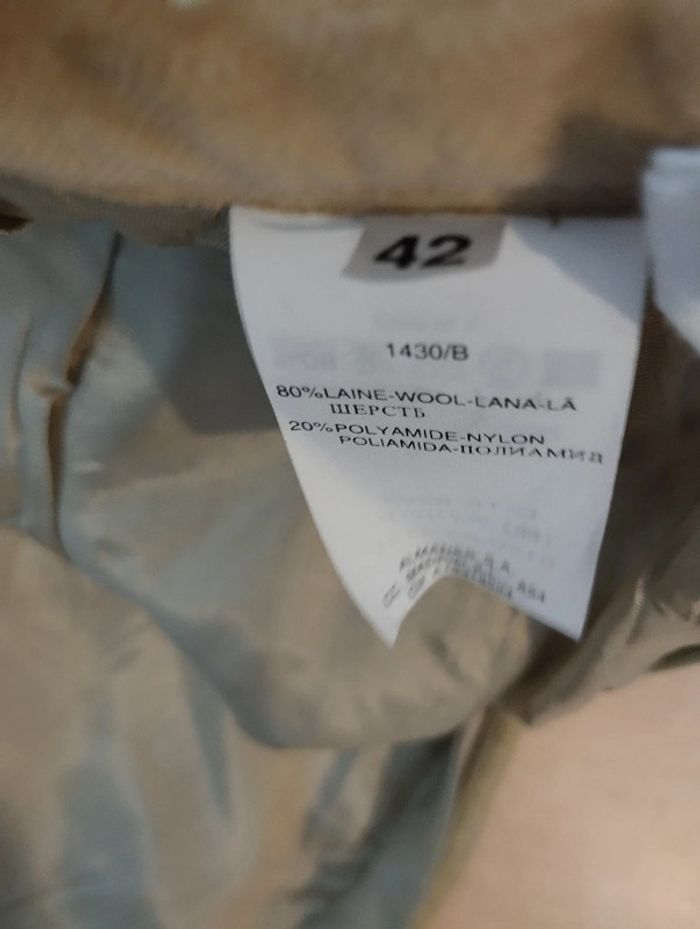 42
1430/B
80%LAINE-WOOL-LANA-LÃ
ШЕРСТЬ
20%POLYAMIDE-NYLON
POLIAMIDA-ПОЛИАМИД